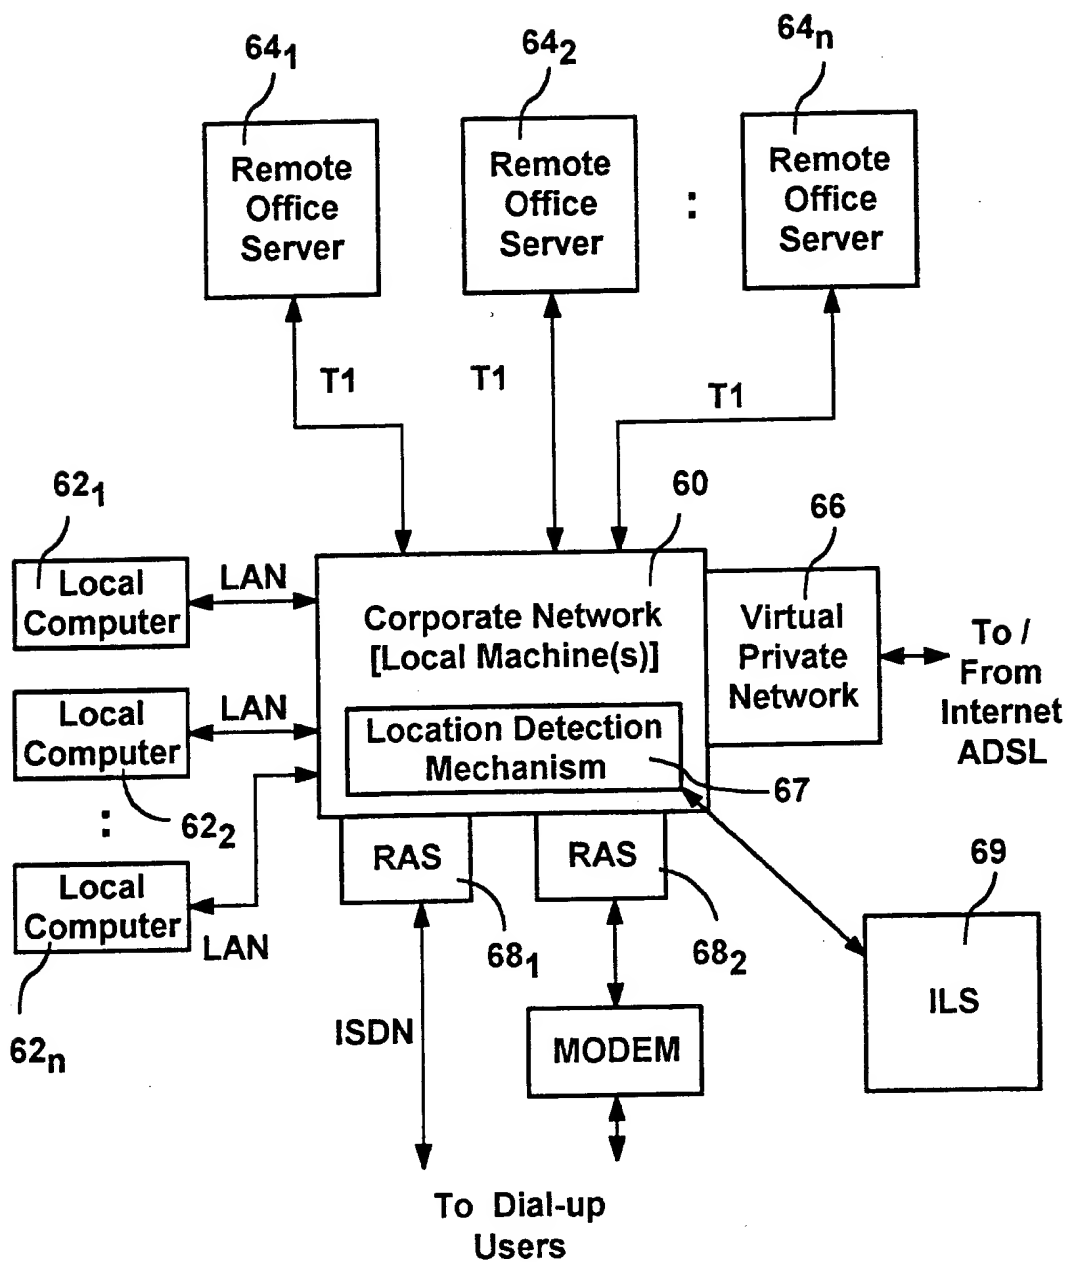 64₁
64₂
64ₙ
Remote
Office
Server
Remote
Office
Server
:
Remote
Office
Server
T1
T1
T1
62₁
60
66
Local
Computer
LAN
Corporate Network
[Local Machine(s)]
Virtual
Private
Network
To /
From
Internet
ADSL
Local
Computer
LAN
Location Detection
Mechanism
67
62₂
:
RAS
RAS
69
Local
Computer
LAN
68₁
68₂
62ₙ
ISDN
MODEM
ILS
To Dial-up
Users